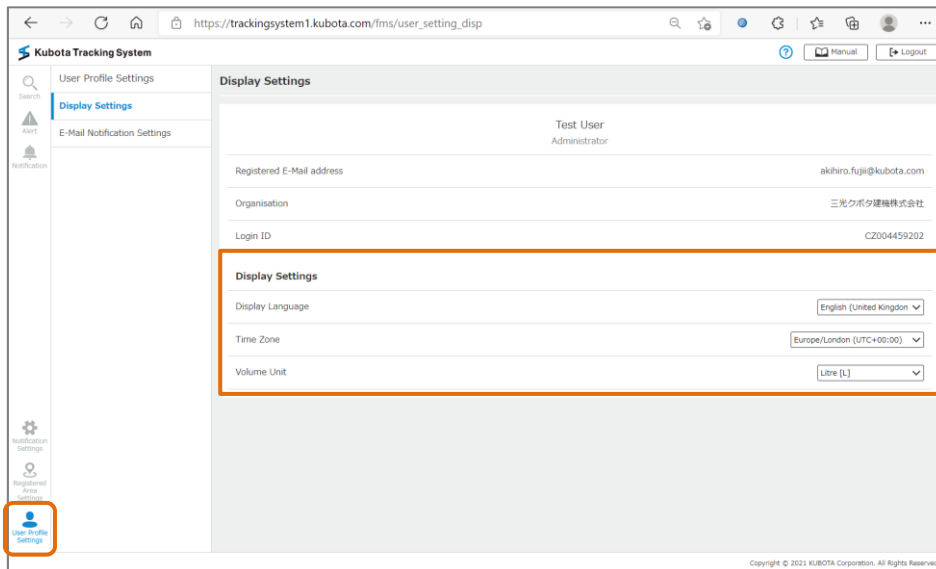 https://trackingsystem1.kubota.com/fms/user_setting_disp
Kubota Tracking System
?
Manual
Logout
Search
Alert
Notification
User Profile Settings
Display Settings
E-Mail Notification Settings
Display Settings
Test User
Administrator
Registered E-Mail address akihiro.fujii@kubota.com
Organisation 三光クボタ建機株式会社
Login ID CZ004459202
Display Settings
Display Language English (United Kingdon
Time Zone Europe/London (UTC+00:00)
Volume Unit Litre [L]
Notification
Settings
Registered
Area
Settings
User Profile
Settings
Copyright © 2021 KUBOTA Corporation. All Rights Reserved